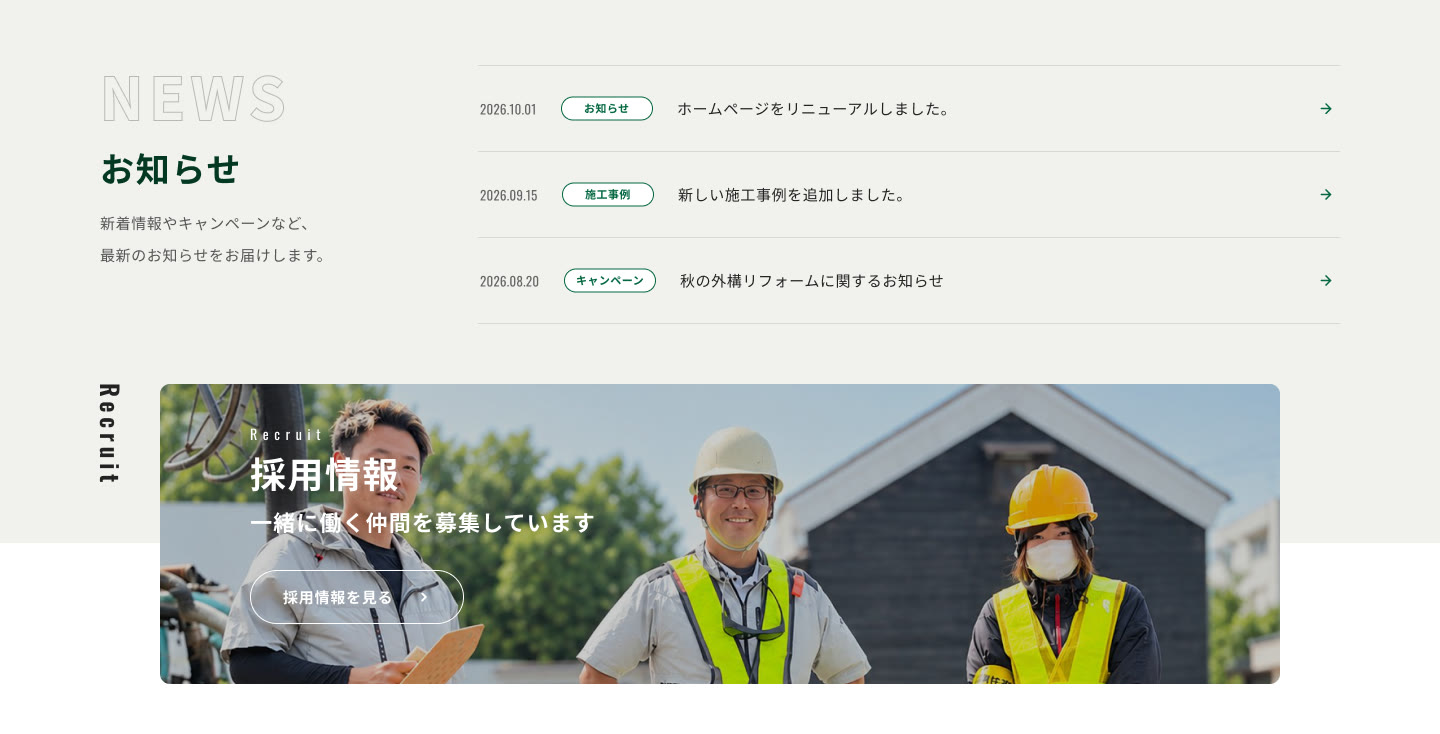 NEWS
お知らせ
新着情報やキャンペーンなど、
最新のお知らせをお届けします。
2026.10.01 お知らせ ホームページをリニューアルしました。
2026.09.15 施工事例 新しい施工事例を追加しました。
2026.08.20 キャンペーン 秋の外構リフォームに関するお知らせ
Recruit
Recruit
採用情報
一緒に働く仲間を募集しています
採用情報を見る